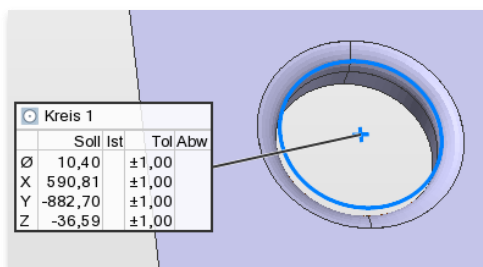 Kreis 1
Soll Ist Tol Abw
Ø 10,40 ±1,00
X 590,81 ±1,00
Y -882,70 ±1,00
Z -36,59 ±1,00